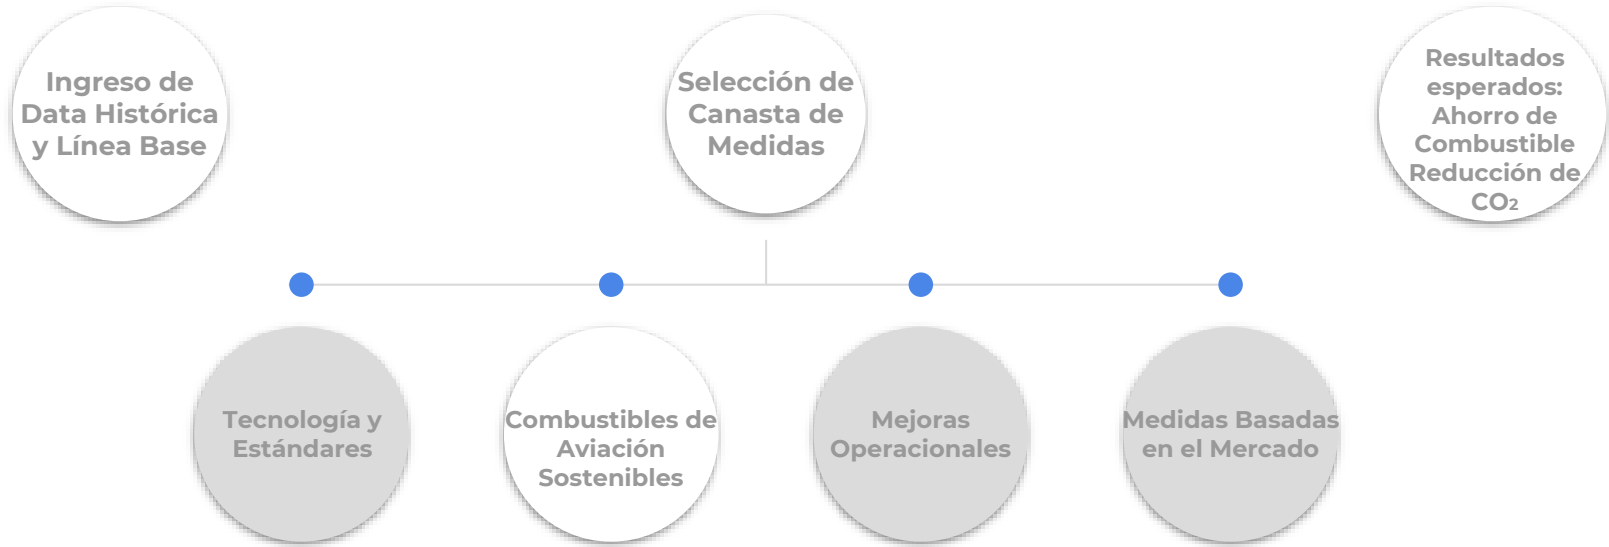 Ingreso de
Data Histórica
y Línea Base
Selección de
Canasta de
Medidas
Resultados
esperados:
Ahorro de
Combustible
Reducción de
CO₂
Tecnología y
Estándares
Combustibles de
Aviación
Sostenibles
Mejoras
Operacionales
Medidas Basadas
en el Mercado